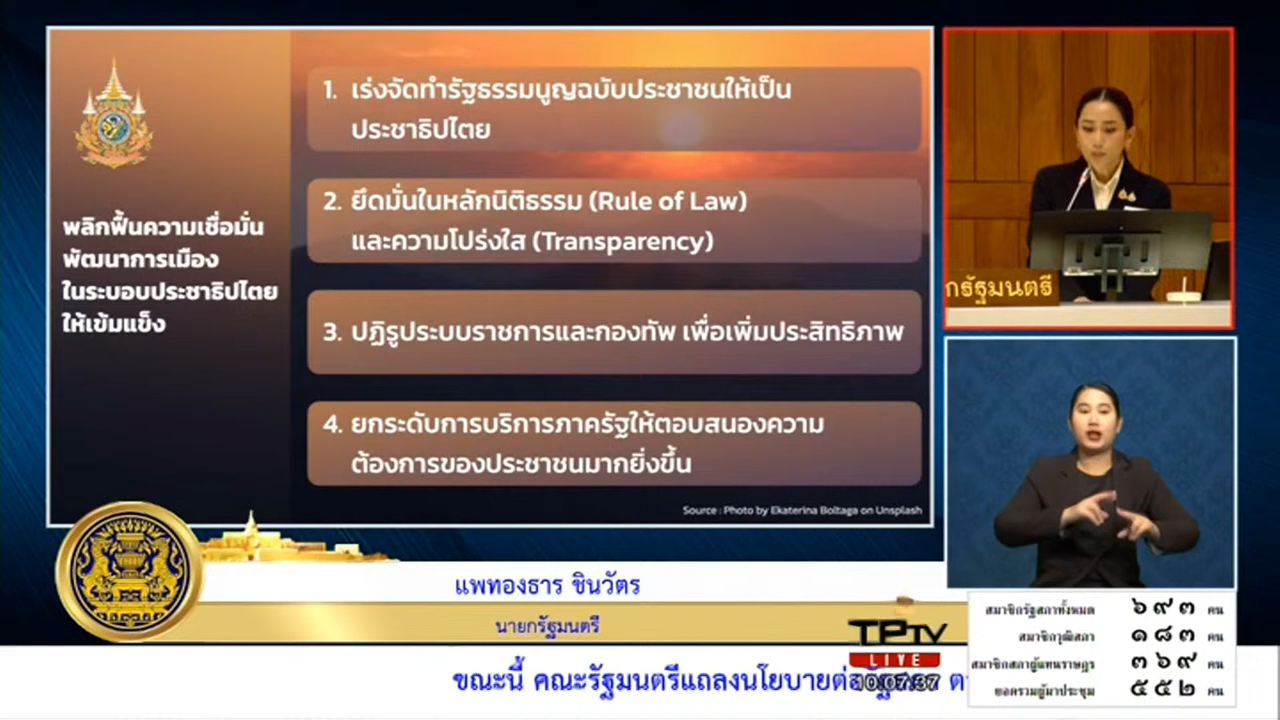 พลิกฟื้นความเชื่อมั่น
พัฒนาการเมือง
ในระบอบประชาธิปไตย
ให้เข้มแข็ง
1. เร่งจัดทำรัฐธรรมนูญฉบับประชาชนให้เป็น
ประชาธิปไตย
2. ยึดมั่นในหลักนิติธรรม (Rule of Law)
และความโปร่งใส (Transparency)
3. ปฏิรูประบบราชการและกองทัพ เพื่อเพิ่มประสิทธิภาพ
4. ยกระดับการบริการภาครัฐให้ตอบสนองความ
ต้องการของประชาชนมากยิ่งขึ้น
Source : Photo by Ekaterina Boltaga on Unsplash
กรัฐมนตรี
แพทองธาร ชินวัตร
นายกรัฐมนตรี
TPTV
LIVE
10:07:37
สมาชิกรัฐสภาทั้งหมด ๖๙๓ คน
สมาชิกวุฒิสภา ๑๘๓ คน
สมาชิกสภาผู้แทนราษฎร ๓๖๙ คน
ยอดรวมผู้มาประชุม ๕๕๒ คน
ขณะนี้ คณะรัฐมนตรีแถลงนโยบายต่อ